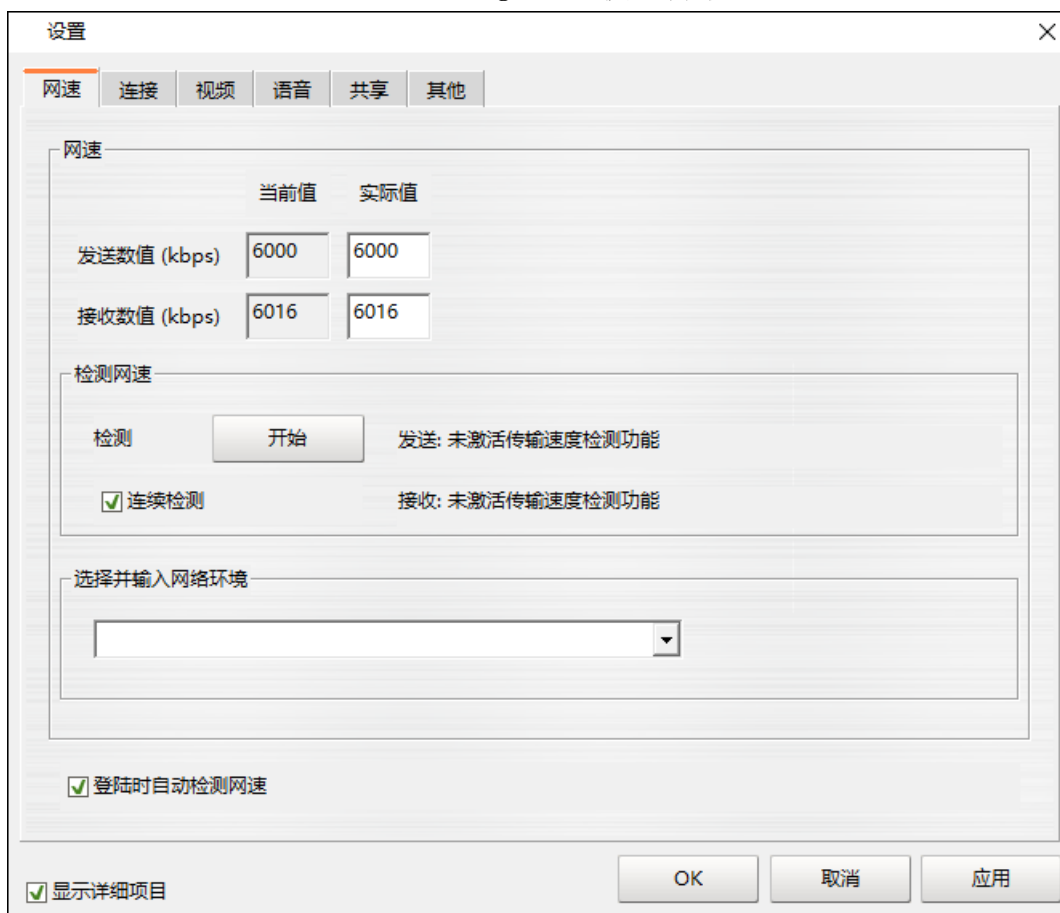 设置
网速 连接 视频 语音 共享 其他
网速
当前值 实际值
发送数值 (kbps) 6000 6000
接收数值 (kbps) 6016 6016
检测网速
检测 开始 发送: 未激活传输速度检测功能
连续检测 接收: 未激活传输速度检测功能
选择并输入网络环境
登陆时自动检测网速
显示详细项目 OK 取消 应用